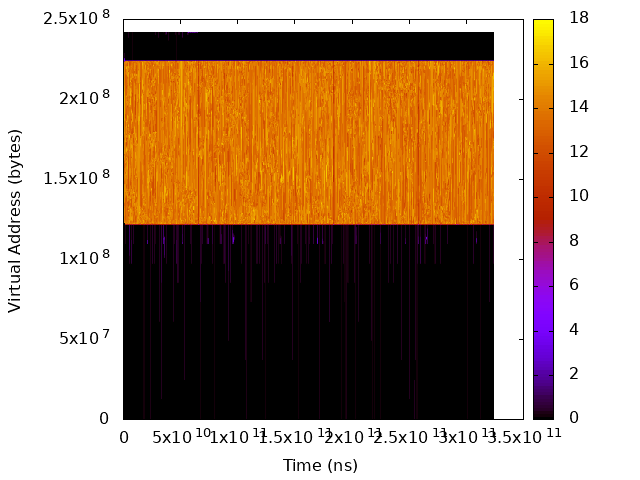 2.5x10^8
2x10^8
1.5x10^8
1x10^8
5x10^7
0
Virtual Address (bytes)
0 5x10^10 1x10^11 1.5x10^11 2x10^11 2.5x10^11 3x10^11 3.5x10^11
Time (ns)
18
16
14
12
10
8
6
4
2
0